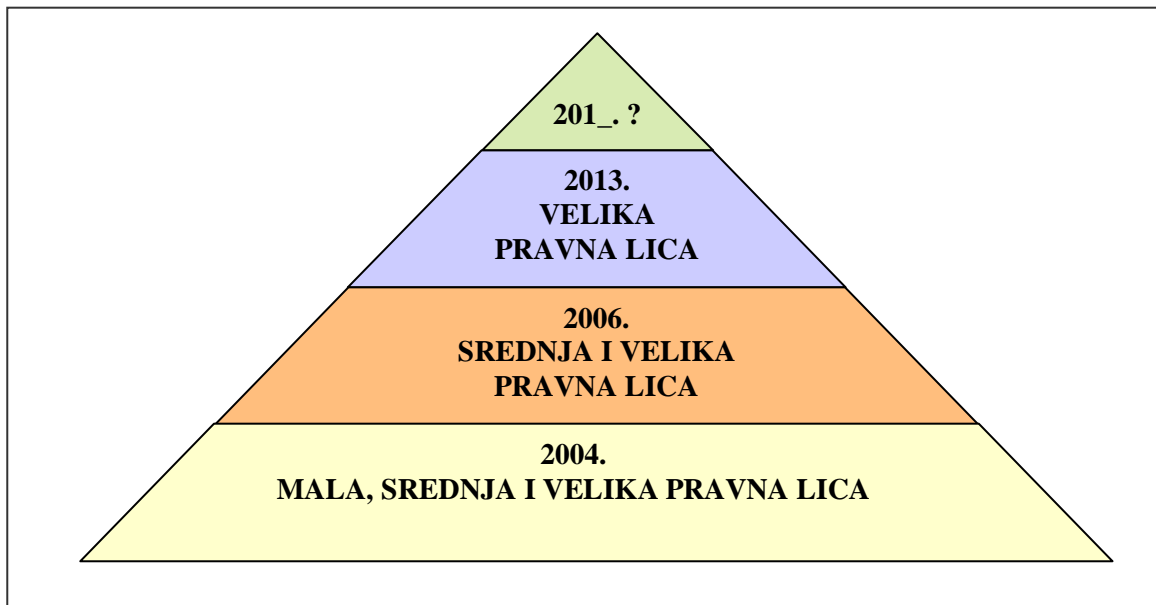 201_. ?
2013.
VELIKA
PRAVNA LICA
2006.
SREDNJA I VELIKA
PRAVNA LICA
2004.
MALA, SREDNJA I VELIKA PRAVNA LICA